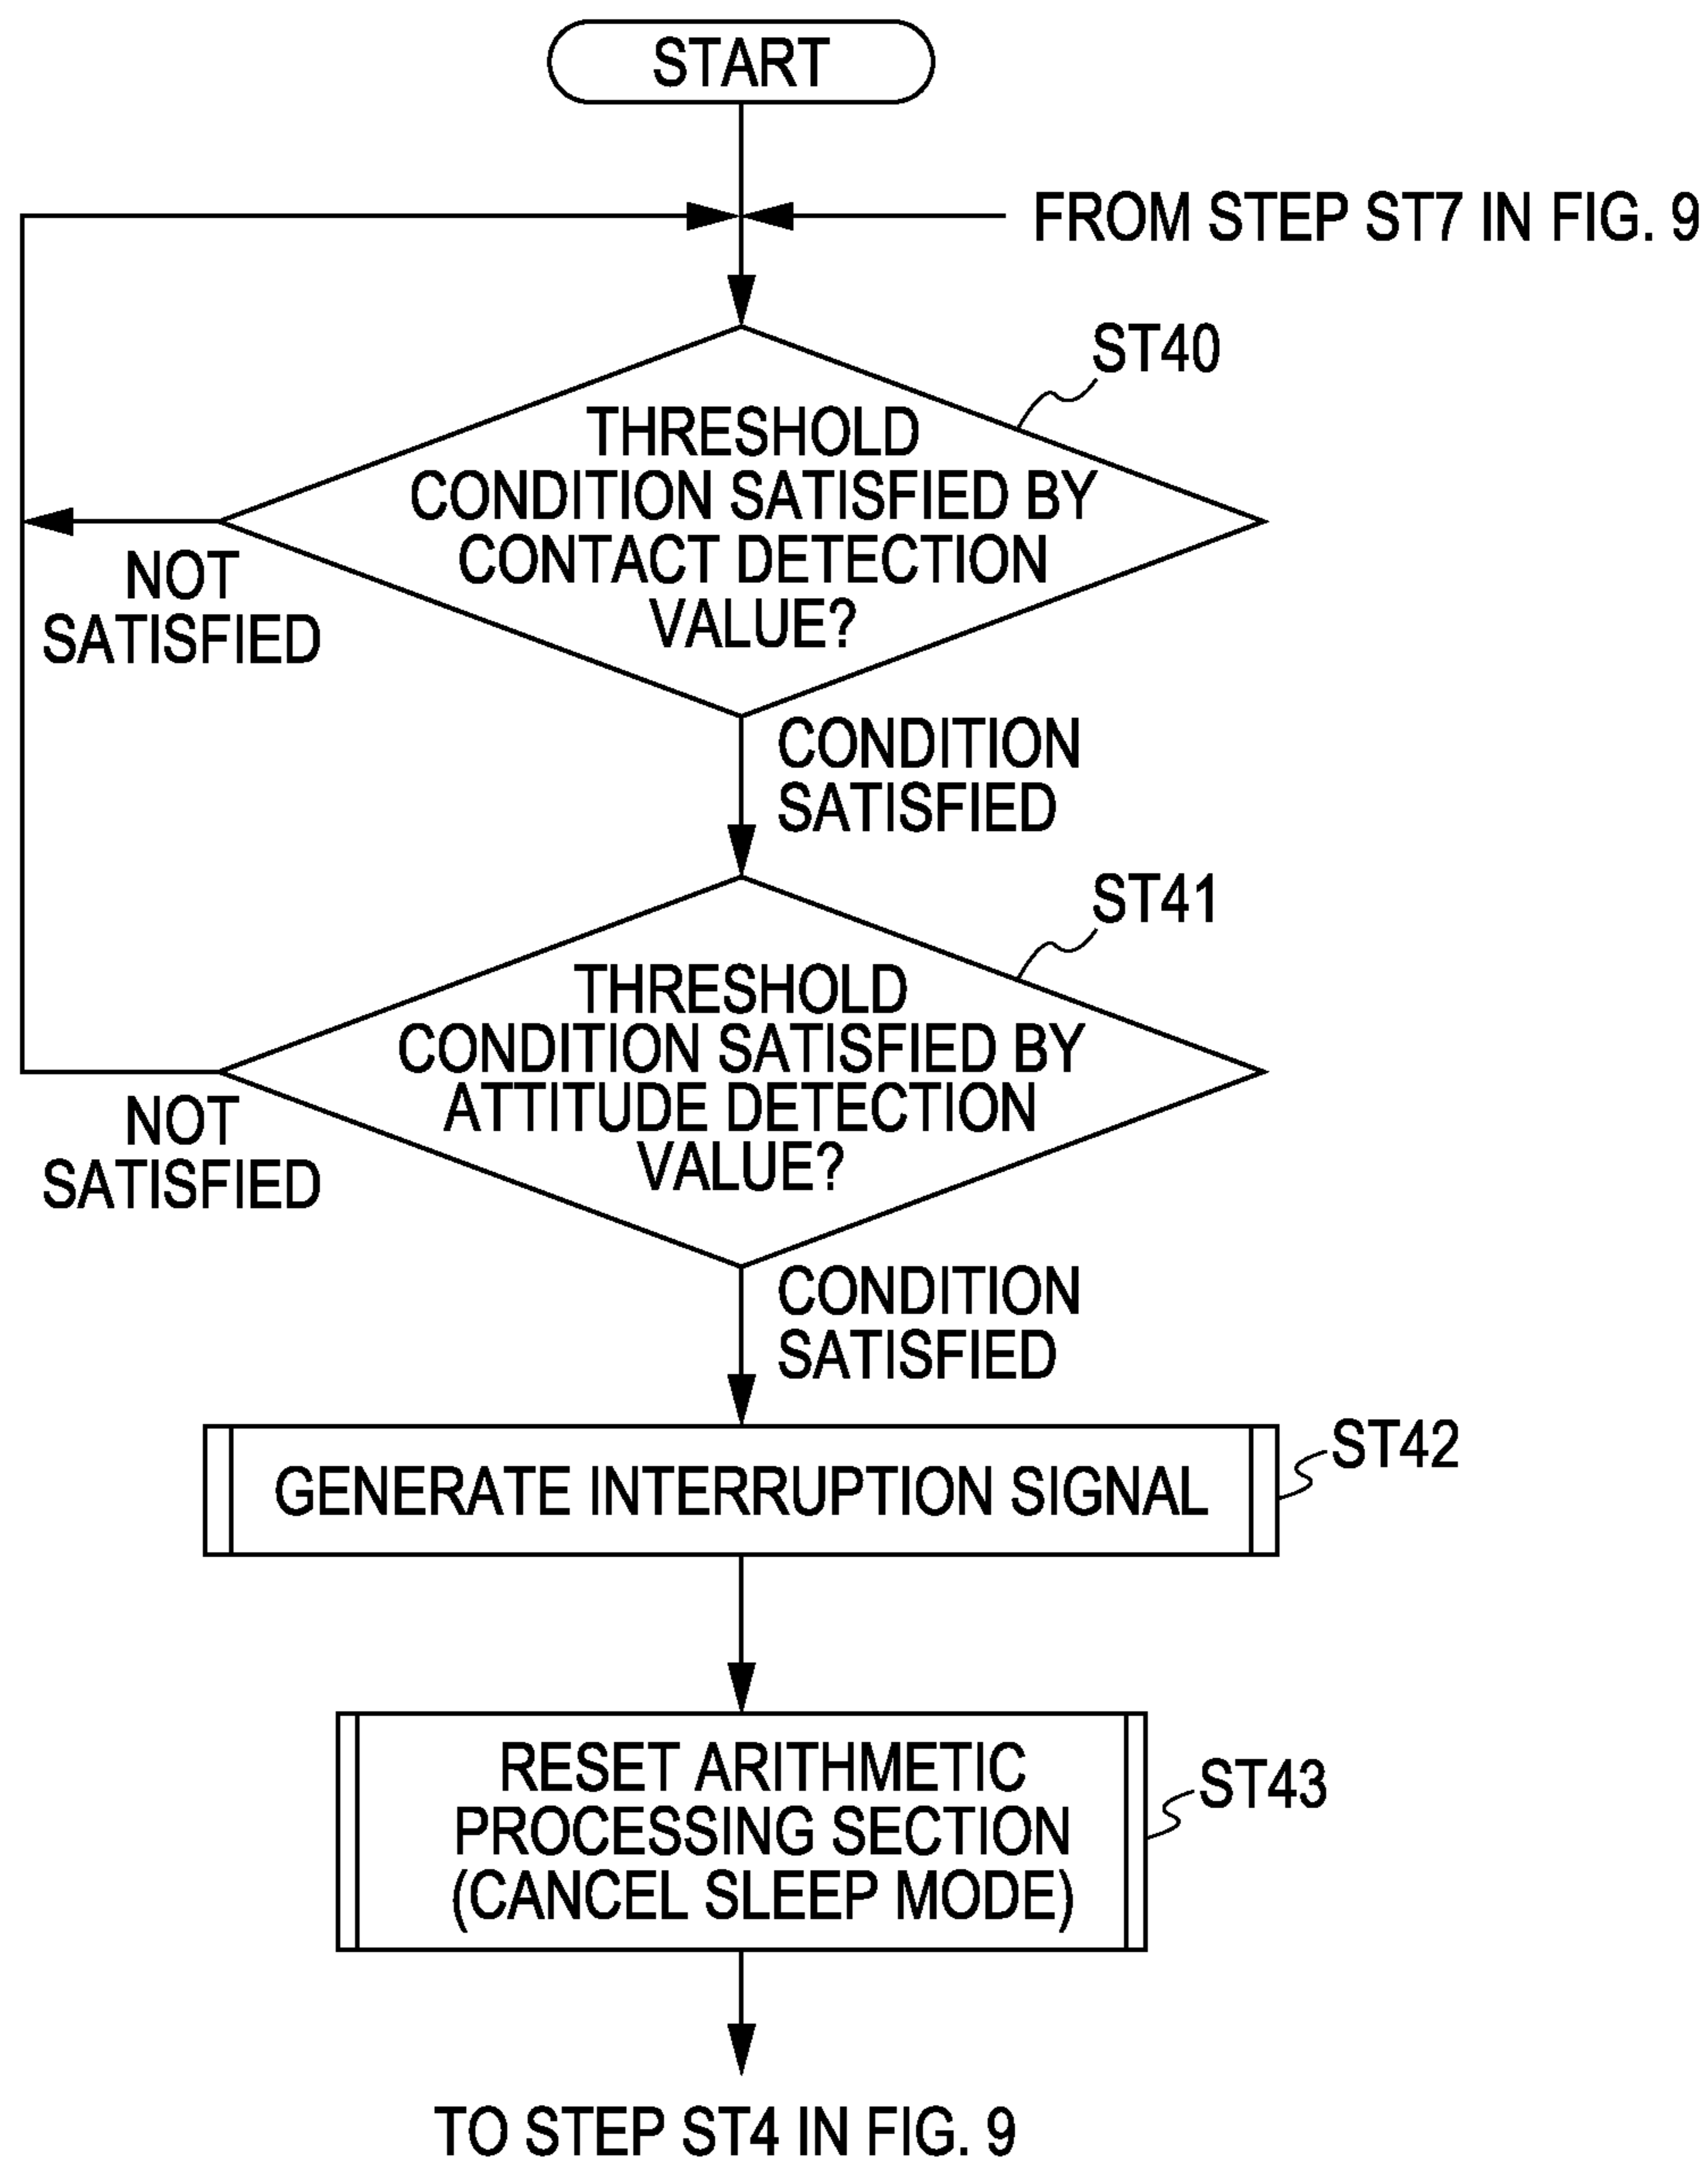 START
FROM STEP ST7 IN FIG. 9
ST40
THRESHOLD
CONDITION SATISFIED BY
CONTACT DETECTION
VALUE?
NOT
SATISFIED
CONDITION
SATISFIED
ST41
THRESHOLD
CONDITION SATISFIED BY
ATTITUDE DETECTION
VALUE?
NOT
SATISFIED
CONDITION
SATISFIED
ST42
GENERATE INTERRUPTION SIGNAL
ST43
RESET ARITHMETIC
PROCESSING SECTION
(CANCEL SLEEP MODE)
TO STEP ST4 IN FIG. 9